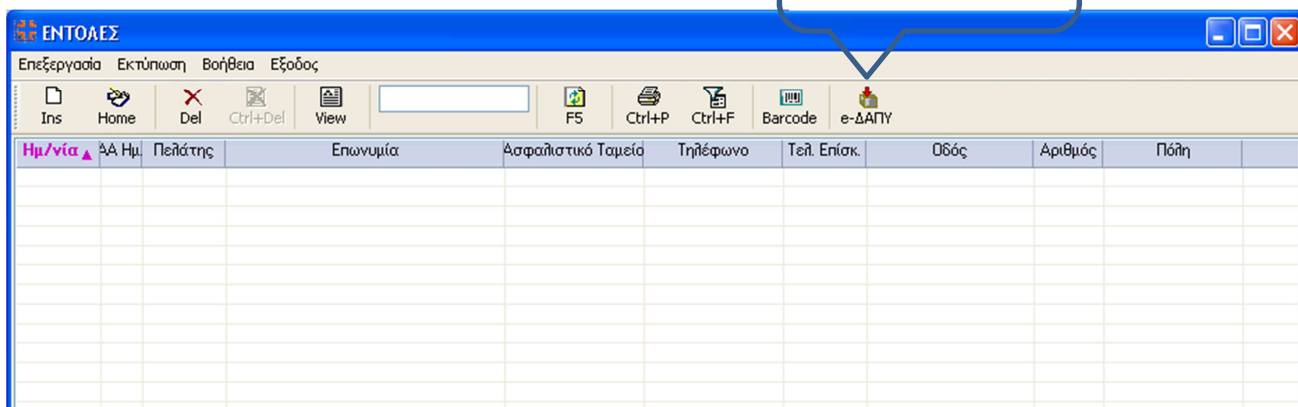 ΕΝΤΟΛΕΣ
Επεξεργασία Εκτύπωση Βοήθεια Εξοδος
Ins Home Del Ctrl+Del View F5 Ctrl+P Ctrl+F Barcode e-ΔΑΠΥ
Ημ/νία ΑΑ Ημ. Πελάτης Επωνυμία Ασφαλιστικό Ταμείο Τηλέφωνο Τελ. Επίσκ. Οδός Αριθμός Πόλη